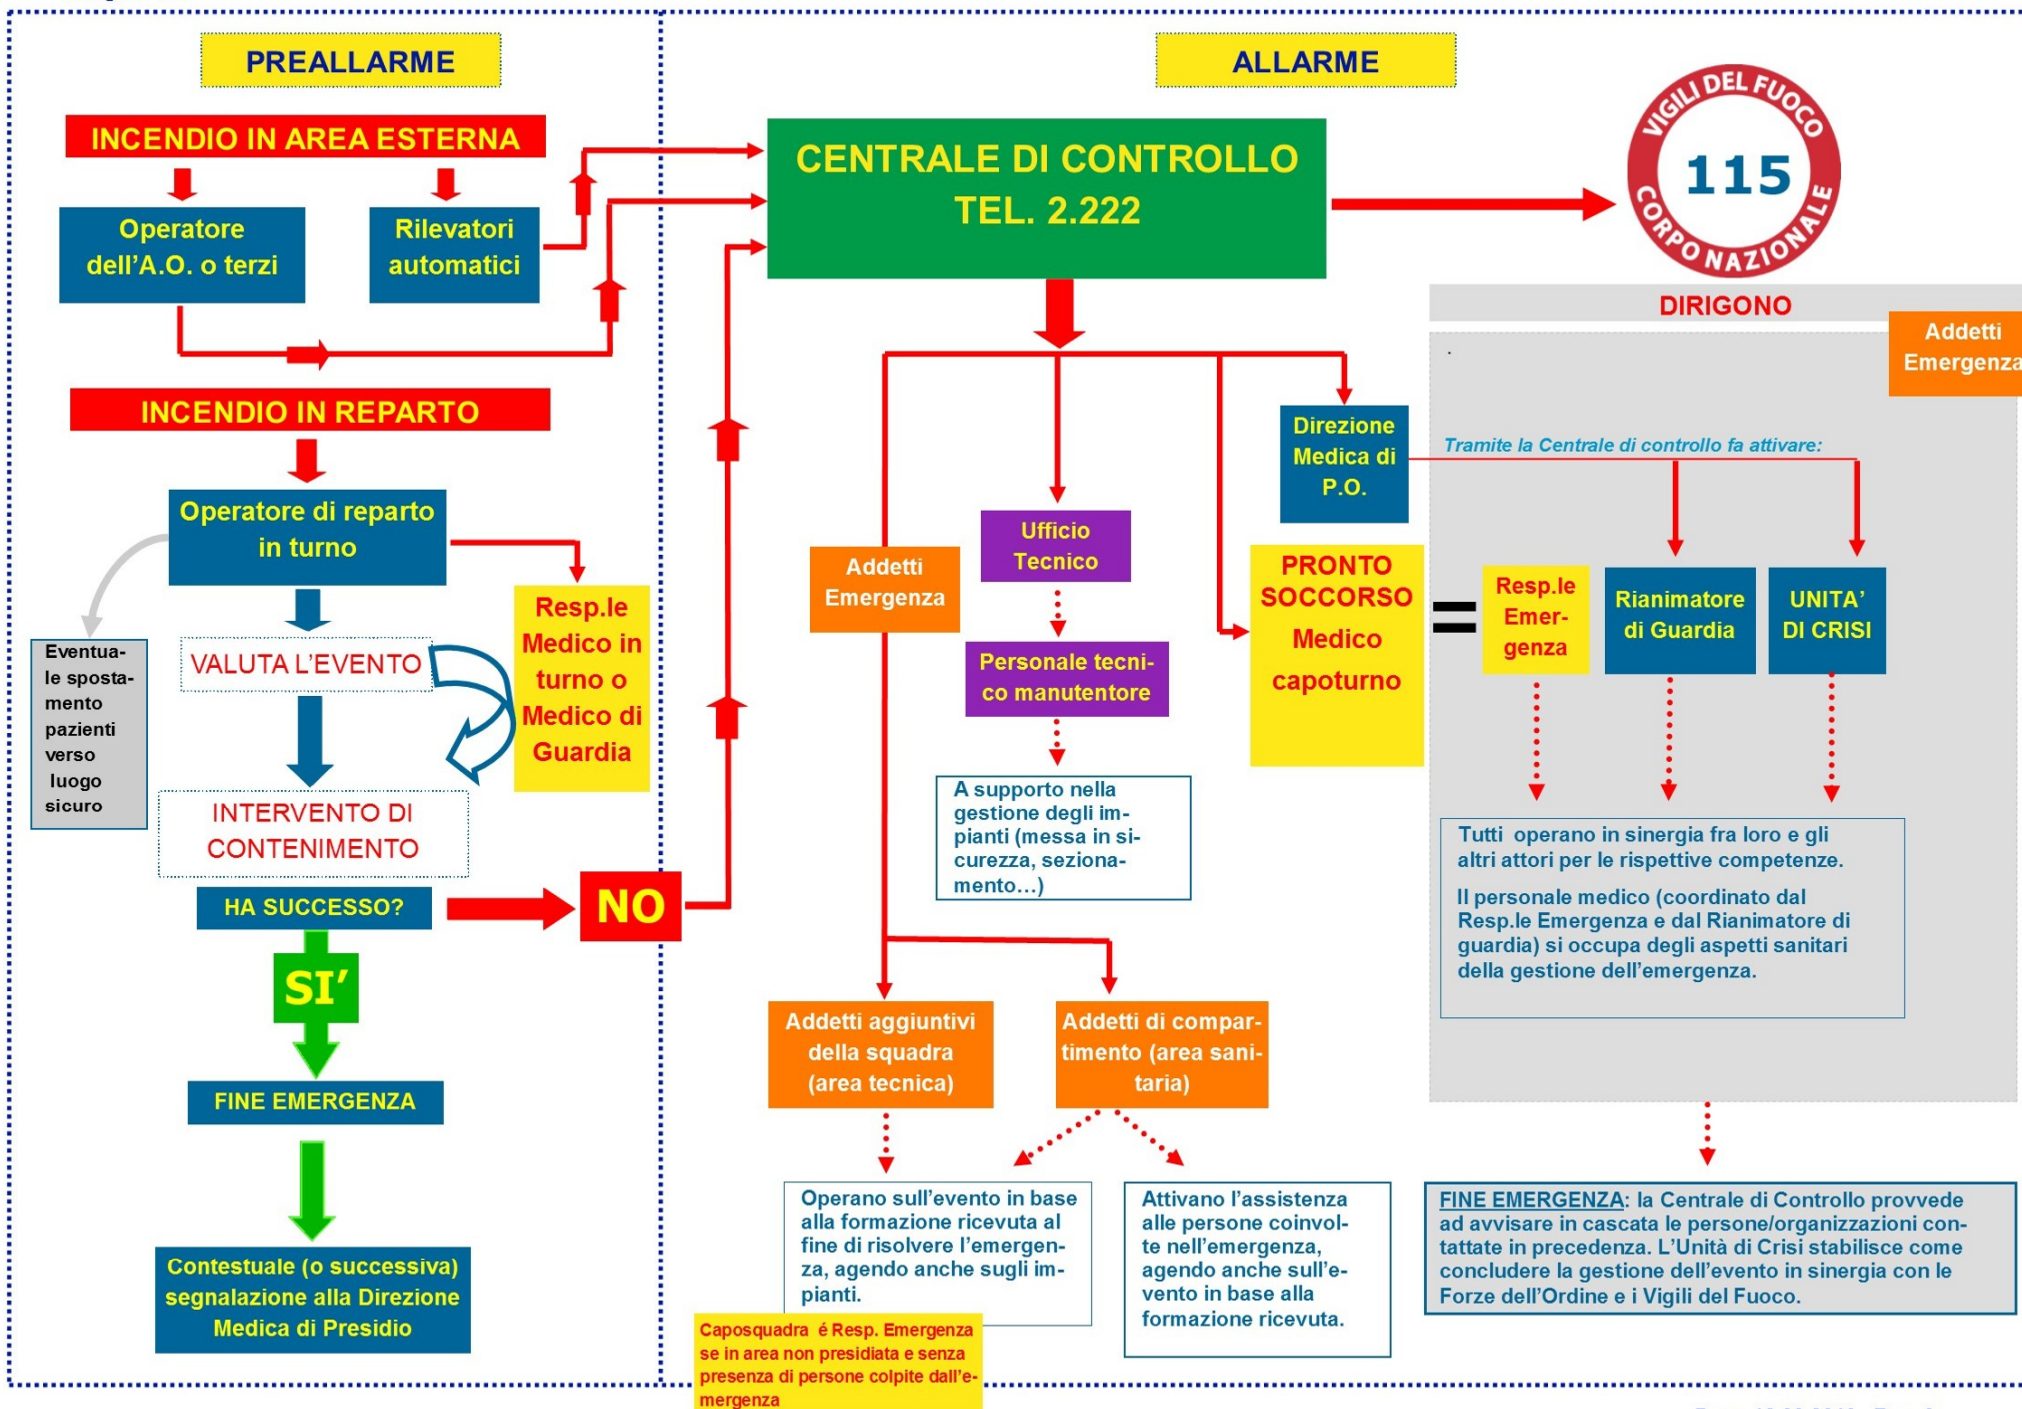 PREALLARME
INCENDIO IN AREA ESTERNA
Operatore
dell'A.O. o terzi
Rilevatori
automatici
INCENDIO IN REPARTO
Operatore di reparto
in turno
Eventua-
le sposta-
mento
pazienti
verso
luogo
sicuro
VALUTA L'EVENTO
Resp.le
Medico in
turno o
Medico di
Guardia
INTERVENTO DI
CONTENIMENTO
HA SUCCESSO?
NO
SI'
FINE EMERGENZA
Contestuale (o successiva)
segnalazione alla Direzione
Medica di Presidio
ALLARME
CENTRALE DI CONTROLLO
TEL. 2.222
VIGILI DEL FUOCO
115
CORPO NAZIONALE
DIRIGONO
Addetti
Emergenza
.
Direzione
Medica di
P.O.
Tramite la Centrale di controllo fa attivare:
Addetti
Emergenza
Ufficio
Tecnico
Personale tecni-
co manutentore
A supporto nella
gestione degli im-
pianti (messa in si-
curezza, seziona-
mento...)
PRONTO
SOCCORSO
Medico
capoturno
=
Resp.le
Emer-
genza
Rianimatore
di Guardia
UNITA'
DI CRISI
Tutti operano in sinergia fra loro e gli
altri attori per le rispettive competenze.
Il personale medico (coordinato dal
Resp.le Emergenza e dal Rianimatore di
guardia) si occupa degli aspetti sanitari
della gestione dell'emergenza.
Addetti aggiuntivi
della squadra
(area tecnica)
Addetti di compar-
timento (area sani-
taria)
Operano sull'evento in base
alla formazione ricevuta al
fine di risolvere l'emergen-
za, agendo anche sugli im-
pianti.
Caposquadra é Resp. Emergenza
se in area non presidiata e senza
presenza di persone colpite dall'e-
mergenza
Attivano l'assistenza
alle persone coinvol-
te nell'emergenza,
agendo anche sull'e-
vento in base alla
formazione ricevuta.
FINE EMERGENZA: la Centrale di Controllo provvede
ad avvisare in cascata le persone/organizzazioni con-
tattate in precedenza. L'Unità di Crisi stabilisce come
concludere la gestione dell'evento in sinergia con le
Forze dell'Ordine e i Vigili del Fuoco.